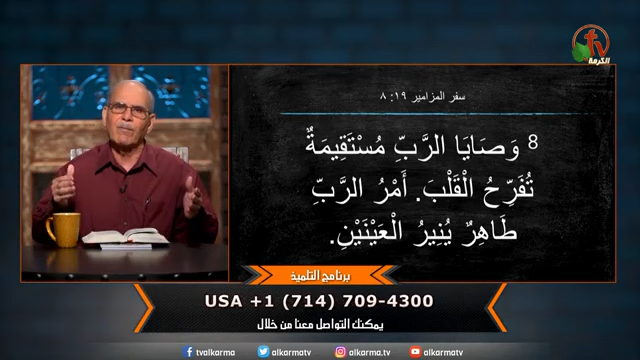 tv
الكرمة
سفر المزامير ١٩: ٨
8 وَصَايَا الرَّبِّ مُسْتَقِيمَةٌ
تُفَرِّحُ الْقَلْبَ. أَمْرُ الرَّبِّ
طَاهِرٌ يُنِيرُ الْعَيْنَيْنِ.
برنامج التلميذ
USA +1 (714) 709-4300
يمكنك التواصل معنا من خلال
tvalkarma alkarmatv alkarmatv alkarmatv